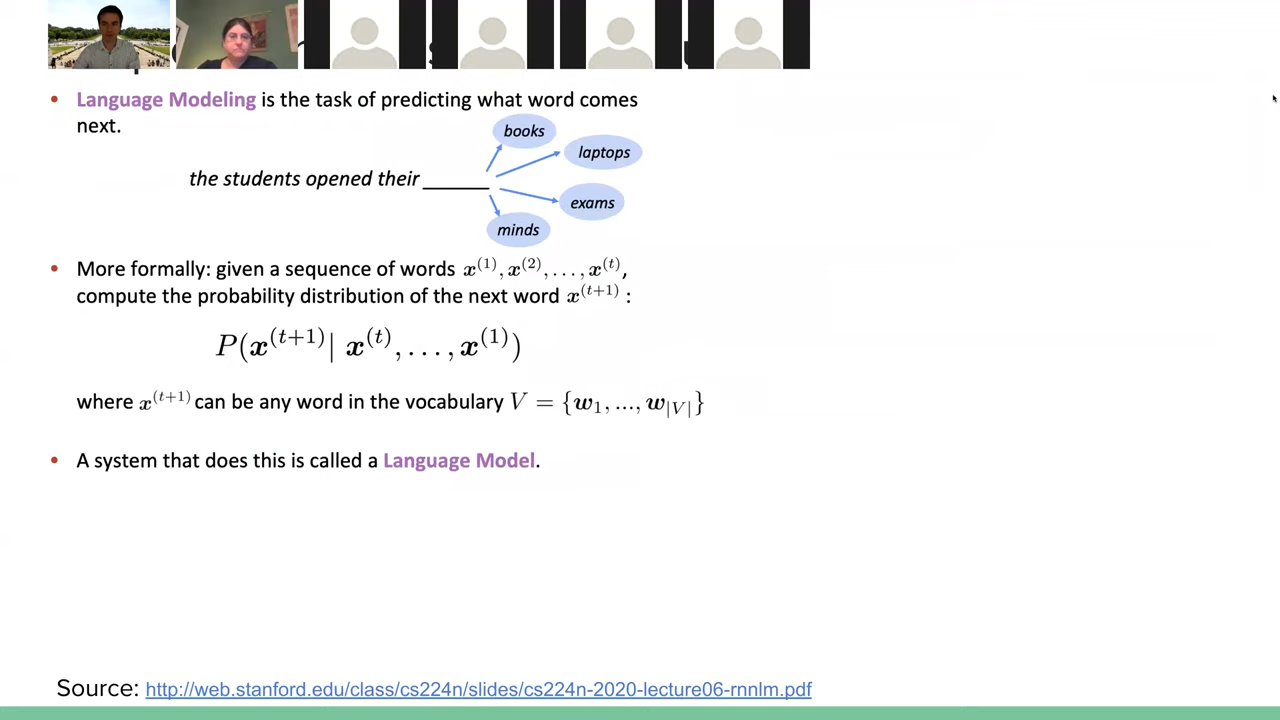 • Language Modeling is the task of predicting what word comes
next.
books
laptops
the students opened their ______
exams
minds
• More formally: given a sequence of words x^(1), x^(2), . . . , x^(t),
compute the probability distribution of the next word x^(t+1) :
P(x^(t+1) | x^(t), . . . , x^(1))
where x^(t+1) can be any word in the vocabulary V = {w_1, ..., w_|V|}
• A system that does this is called a Language Model.
Source: http://web.stanford.edu/class/cs224n/slides/cs224n-2020-lecture06-rnnlm.pdf